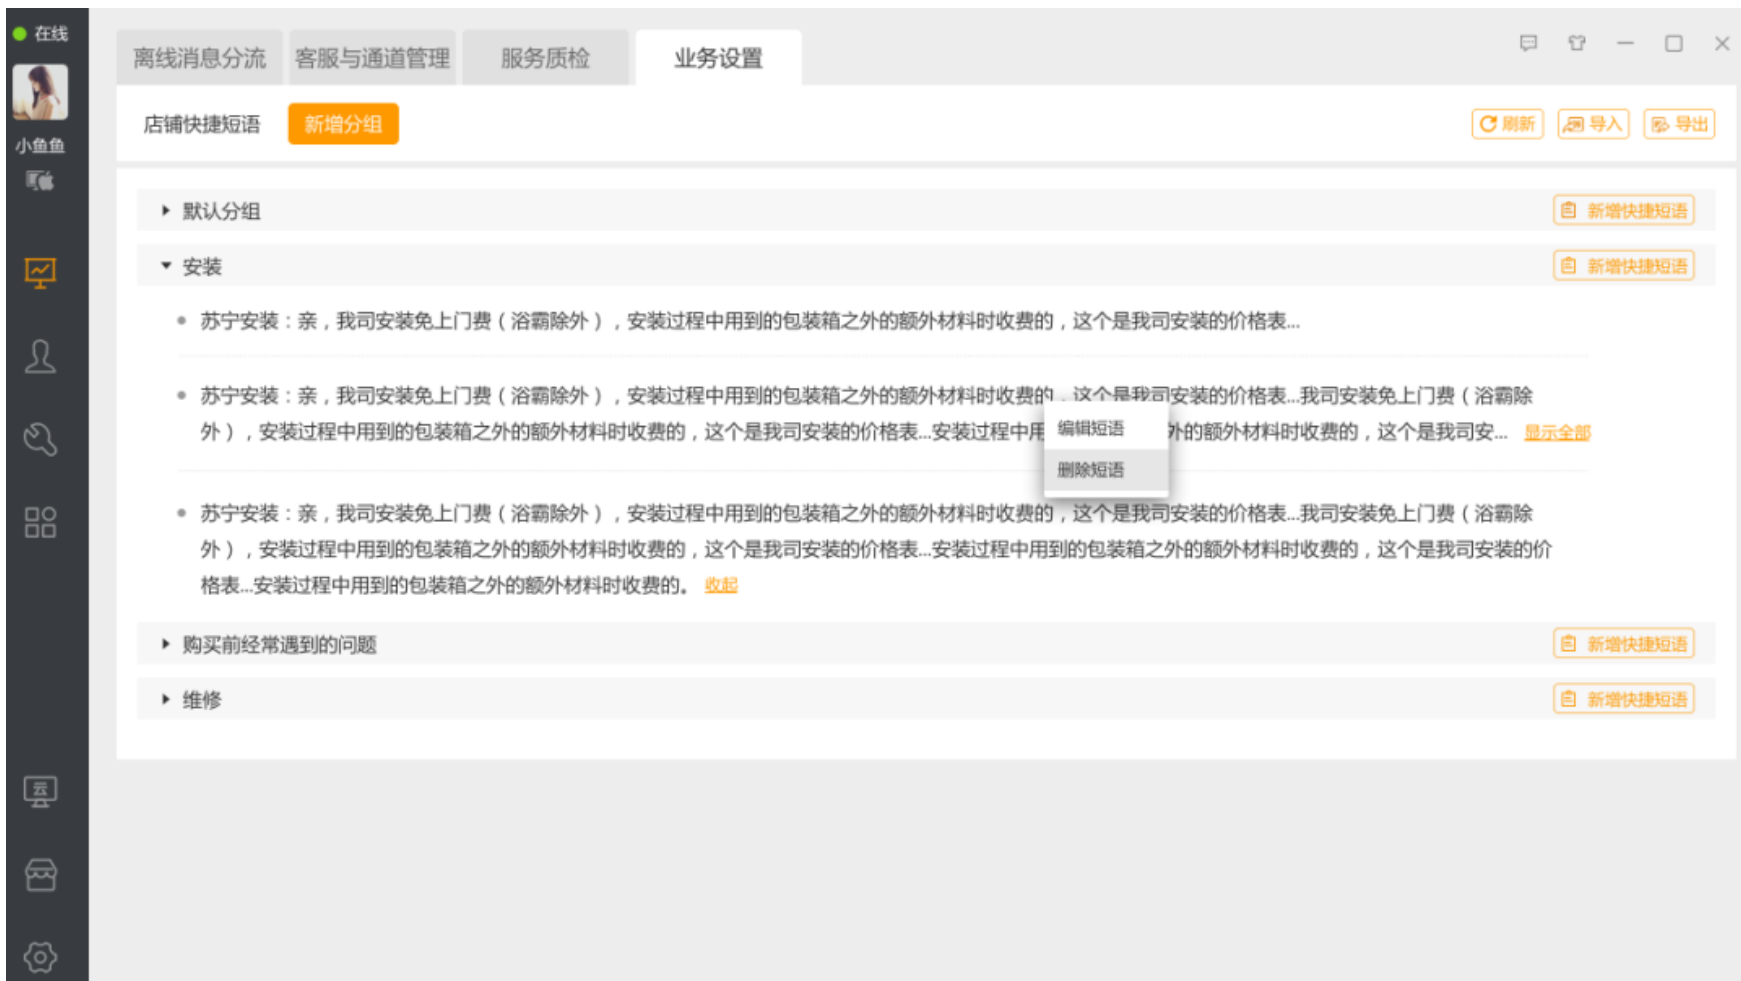 在线
小鱼鱼
离线消息分流
客服与通道管理
服务质检
业务设置
店铺快捷短语
新增分组
刷新
导入
导出
默认分组
新增快捷短语
安装
新增快捷短语
苏宁安装：亲，我司安装免上门费（浴霸除外），安装过程中用到的包装箱之外的额外材料时收费的，这个是我司安装的价格表...
苏宁安装：亲，我司安装免上门费（浴霸除外），安装过程中用到的包装箱之外的额外材料时收费的，这个是我司安装的价格表...我司安装免上门费（浴霸除
外），安装过程中用到的包装箱之外的额外材料时收费的，这个是我司安装的价格表...安装过程中用
外的额外材料时收费的，这个是我司安... 显示全部
编辑短语
删除短语
苏宁安装：亲，我司安装免上门费（浴霸除外），安装过程中用到的包装箱之外的额外材料时收费的，这个是我司安装的价格表...我司安装免上门费（浴霸除
外），安装过程中用到的包装箱之外的额外材料时收费的，这个是我司安装的价格表...安装过程中用到的包装箱之外的额外材料时收费的，这个是我司安装的价
格表...安装过程中用到的包装箱之外的额外材料时收费的。 收起
购买前经常遇到的问题
新增快捷短语
维修
新增快捷短语
云